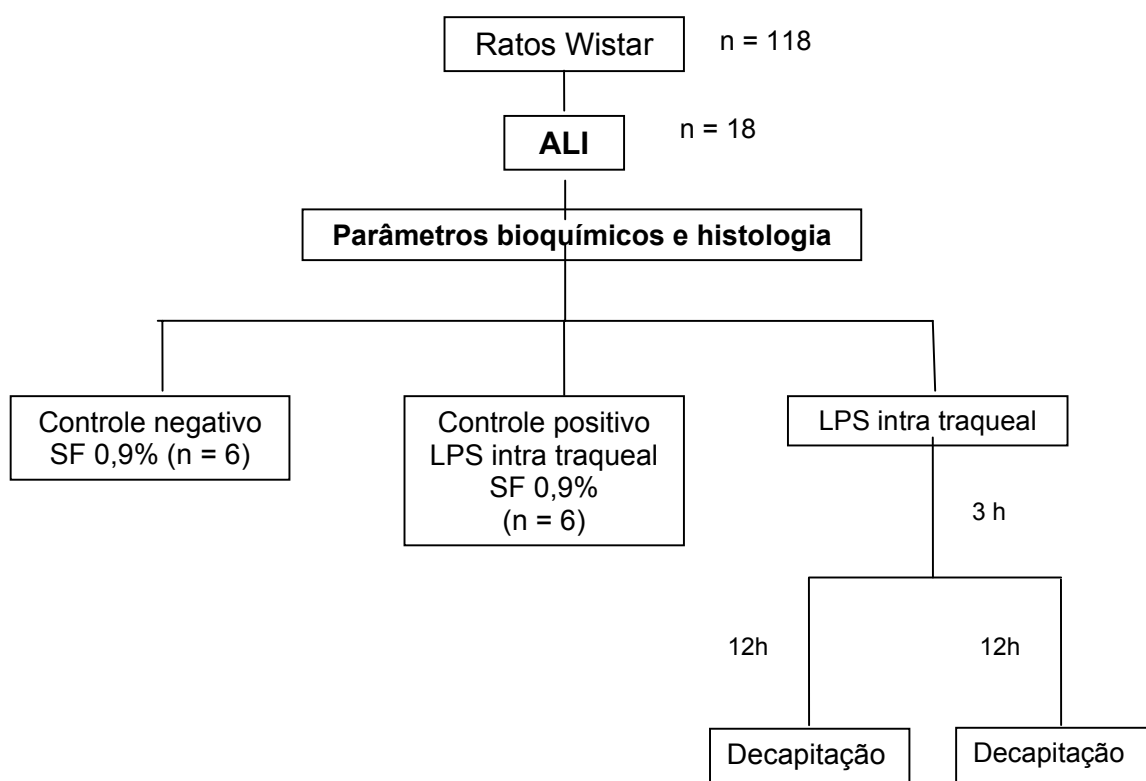 Ratos Wistar
n = 118
ALI
n = 18
Parâmetros bioquímicos e histologia
Controle negativo
SF 0,9% (n = 6)
Controle positivo
LPS intra traqueal
SF 0,9%
(n = 6)
LPS intra traqueal
3 h
12h
12h
Decapitação
Decapitação